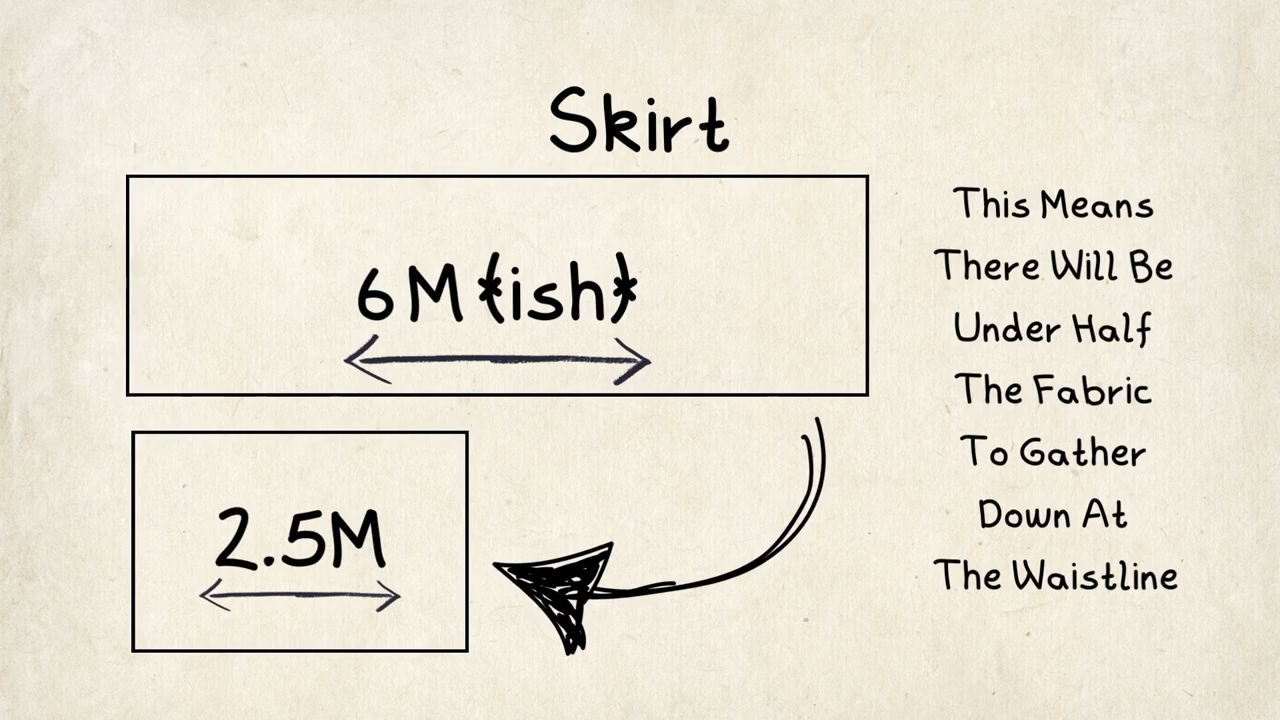 Skirt
6M (ish)
2.5M
This Means
There Will Be
Under Half
The Fabric
To Gather
Down At
The Waistline